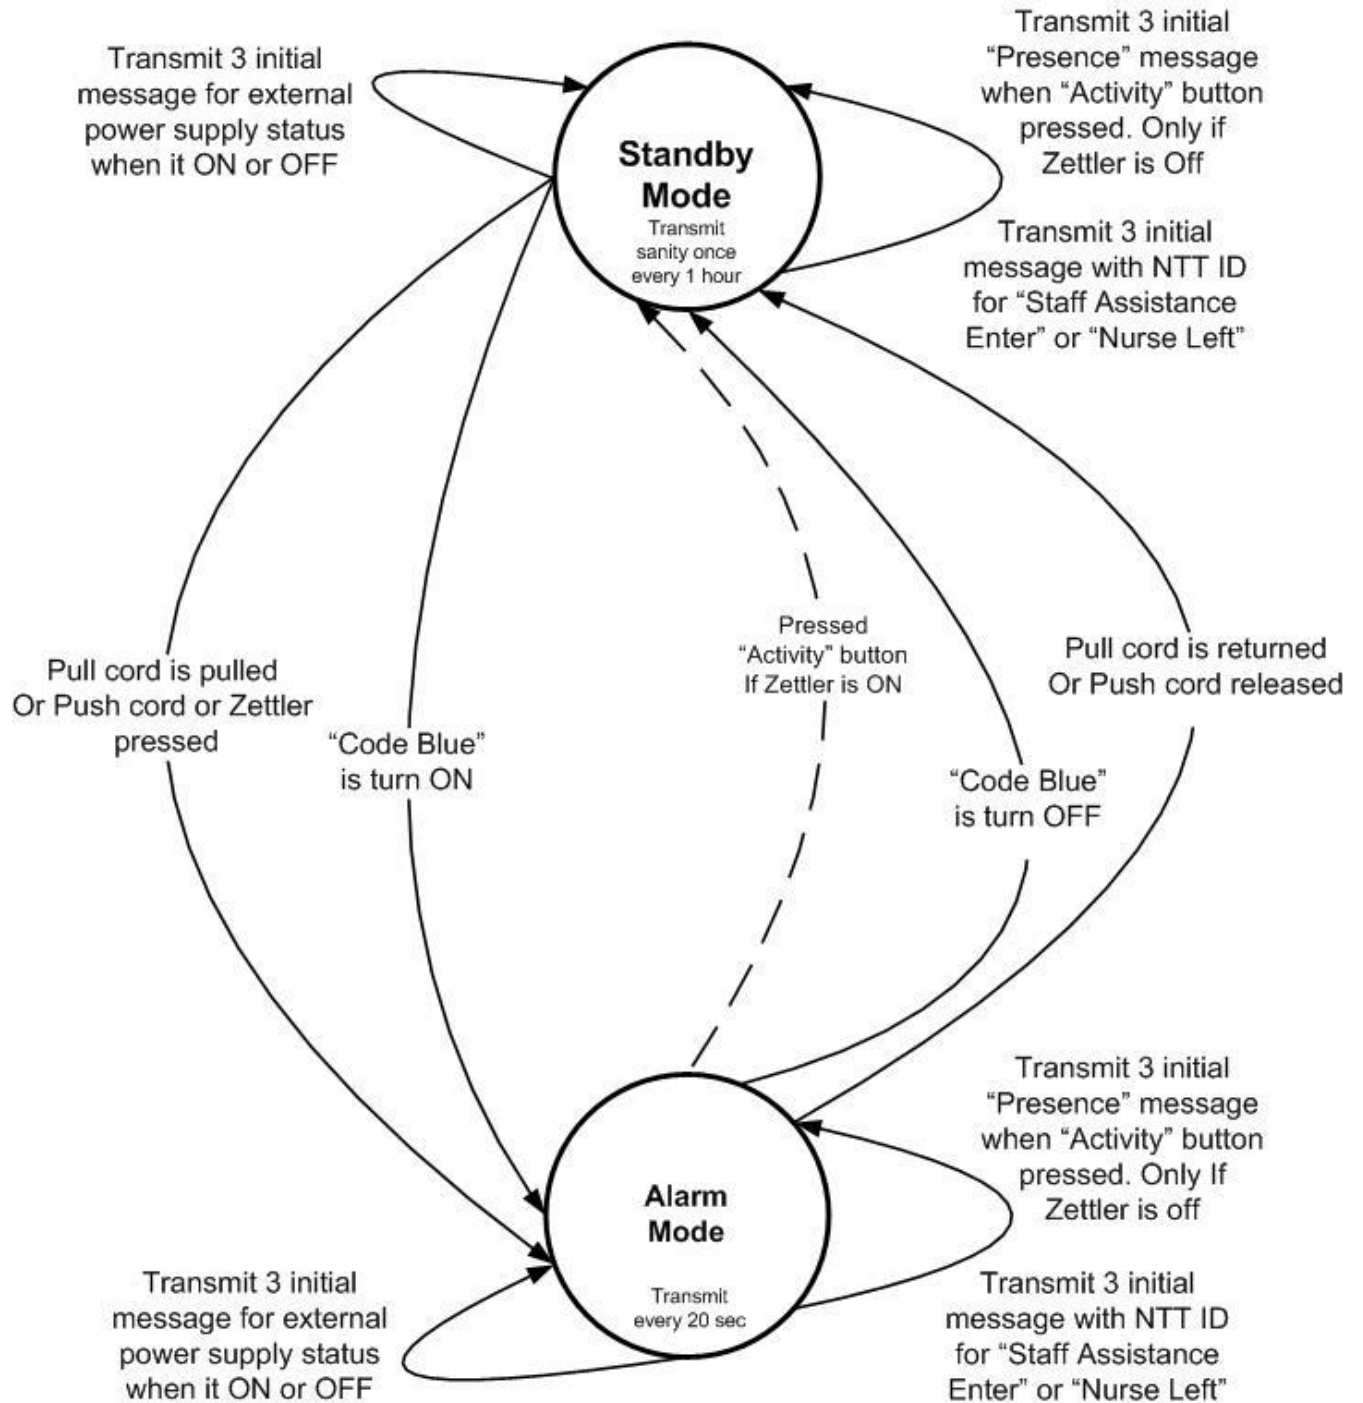 Transmit 3 initial
message for external
power supply status
when it ON or OFF
Standby
Mode
Transmit
sanity once
every 1 hour
Transmit 3 initial
“Presence” message
when “Activity” button
pressed. Only if
Zettler is Off
Transmit 3 initial
message with NTT ID
for “Staff Assistance
Enter” or “Nurse Left”
Pull cord is pulled
Or Push cord or Zettler
pressed
“Code Blue”
is turn ON
Pressed
“Activity” button
If Zettler is ON
“Code Blue”
is turn OFF
Pull cord is returned
Or Push cord released
Alarm
Mode
Transmit
every 20 sec
Transmit 3 initial
“Presence” message
when “Activity” button
pressed. Only If
Zettler is off
Transmit 3 initial
message for external
power supply status
when it ON or OFF
Transmit 3 initial
message with NTT ID
for “Staff Assistance
Enter” or “Nurse Left”